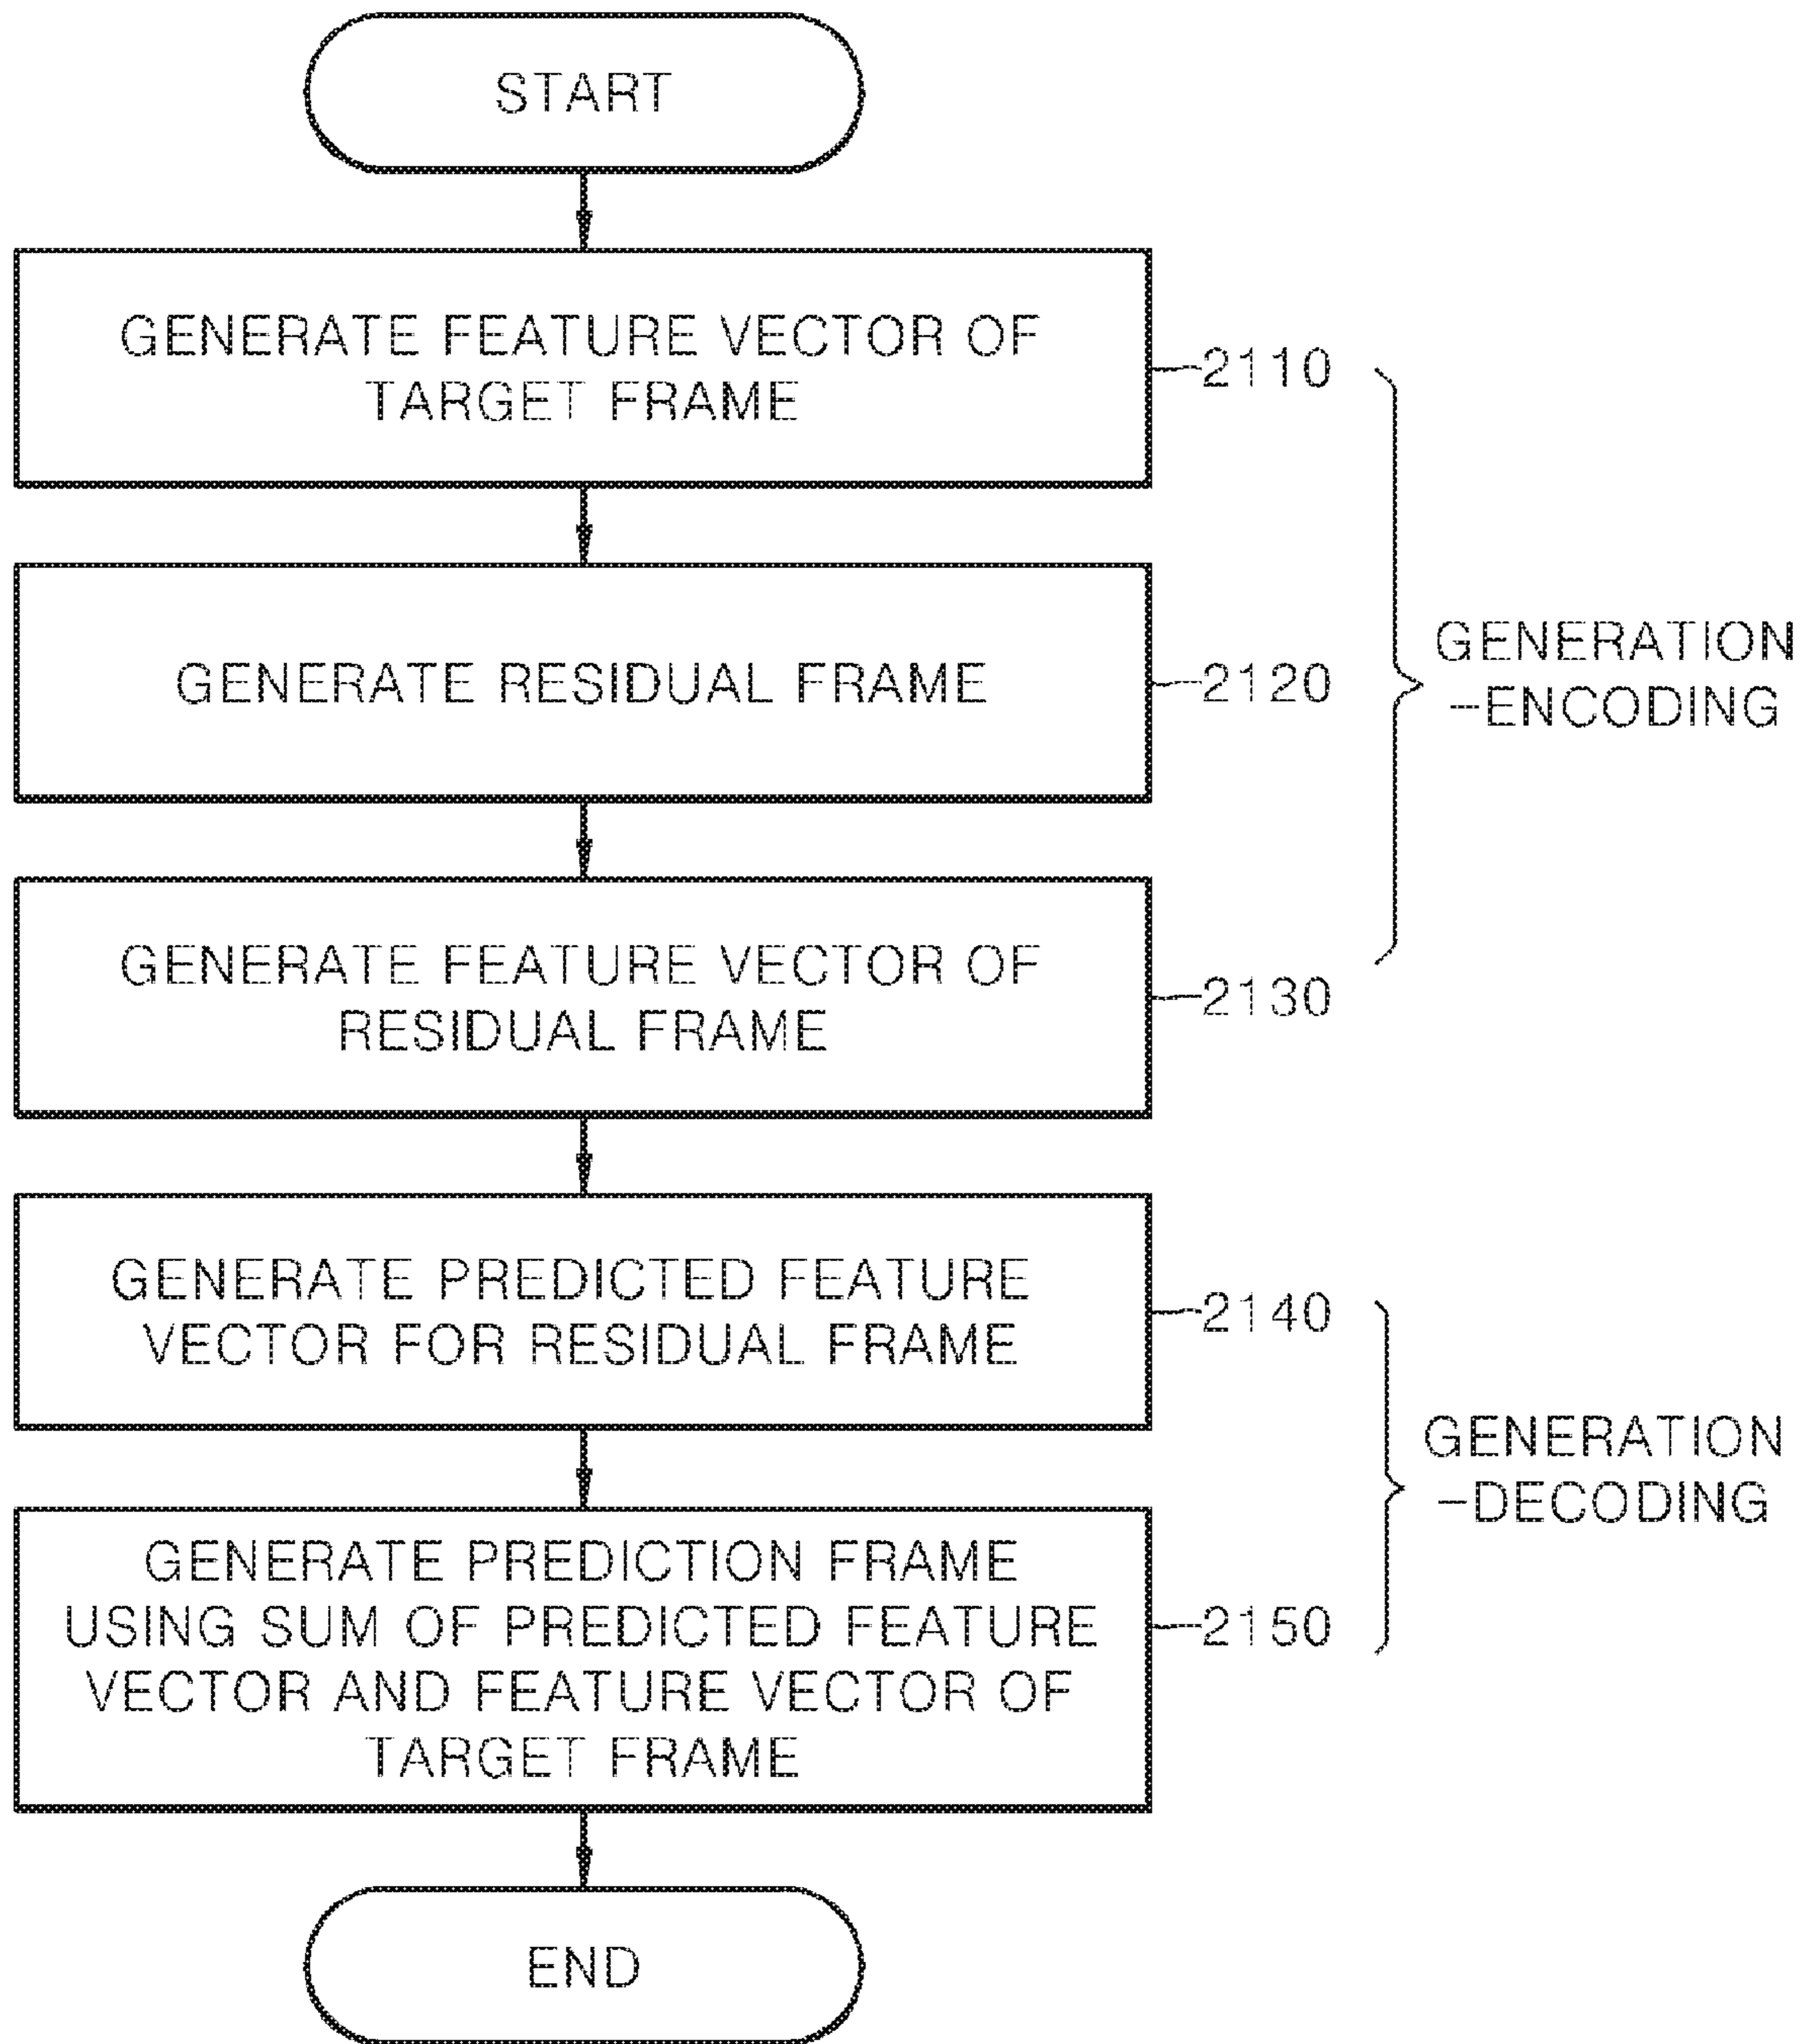 START
GENERATE FEATURE VECTOR OF
TARGET FRAME
2110
GENERATE RESIDUAL FRAME
2120
GENERATION
-ENCODING
GENERATE FEATURE VECTOR OF
RESIDUAL FRAME
2130
GENERATE PREDICTED FEATURE
VECTOR FOR RESIDUAL FRAME
2140
GENERATION
-DECODING
GENERATE PREDICTION FRAME
USING SUM OF PREDICTED FEATURE
VECTOR AND FEATURE VECTOR OF
TARGET FRAME
2150
END